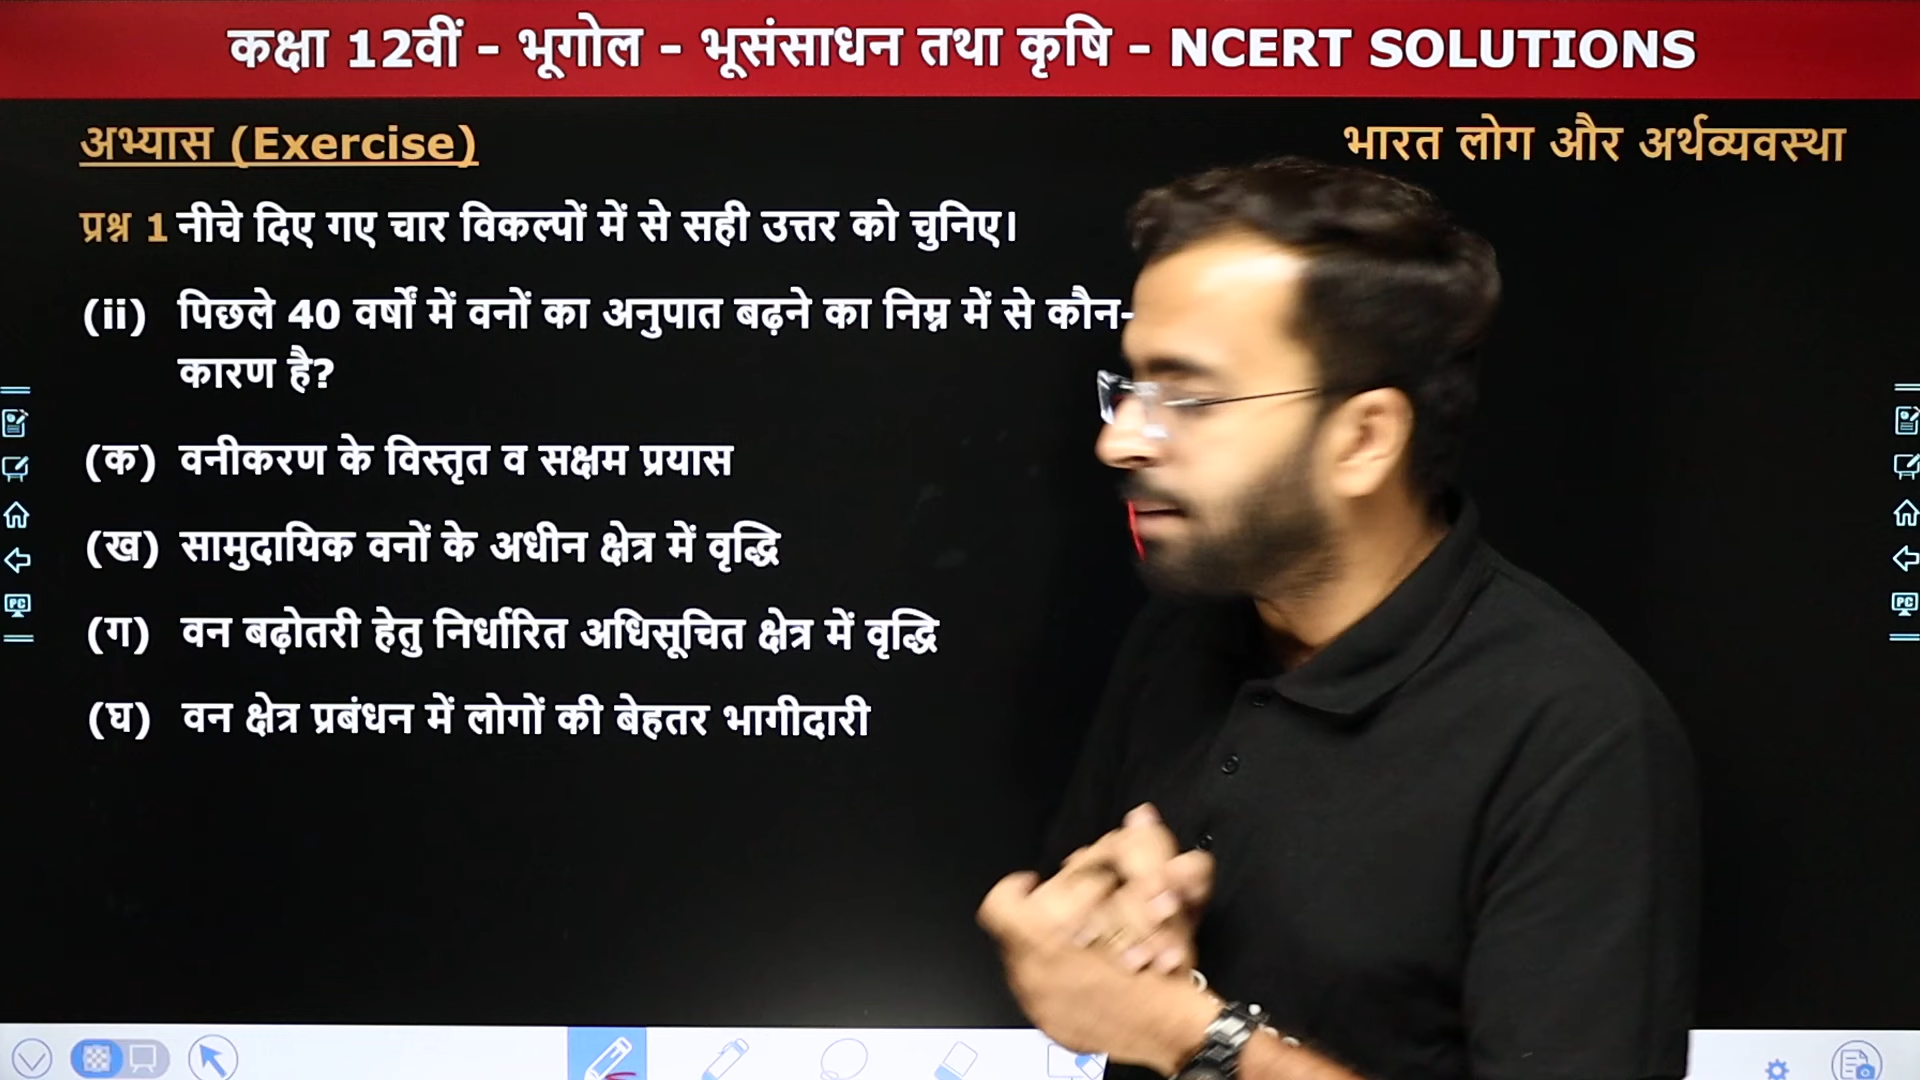 कक्षा 12वीं - भूगोल - भूसंसाधन तथा कृषि - NCERT SOLUTIONS
अभ्यास (Exercise)
भारत लोग और अर्थव्यवस्था
प्रश्न 1 नीचे दिए गए चार विकल्पों में से सही उत्तर को चुनिए।
(ii) पिछले 40 वर्षों में वनों का अनुपात बढ़ने का निम्न में से कौन-
कारण है?
(क) वनीकरण के विस्तृत व सक्षम प्रयास
(ख) सामुदायिक वनों के अधीन क्षेत्र में वृद्धि
(ग) वन बढ़ोतरी हेतु निर्धारित अधिसूचित क्षेत्र में वृद्धि
(घ) वन क्षेत्र प्रबंधन में लोगों की बेहतर भागीदारी
PC
PC